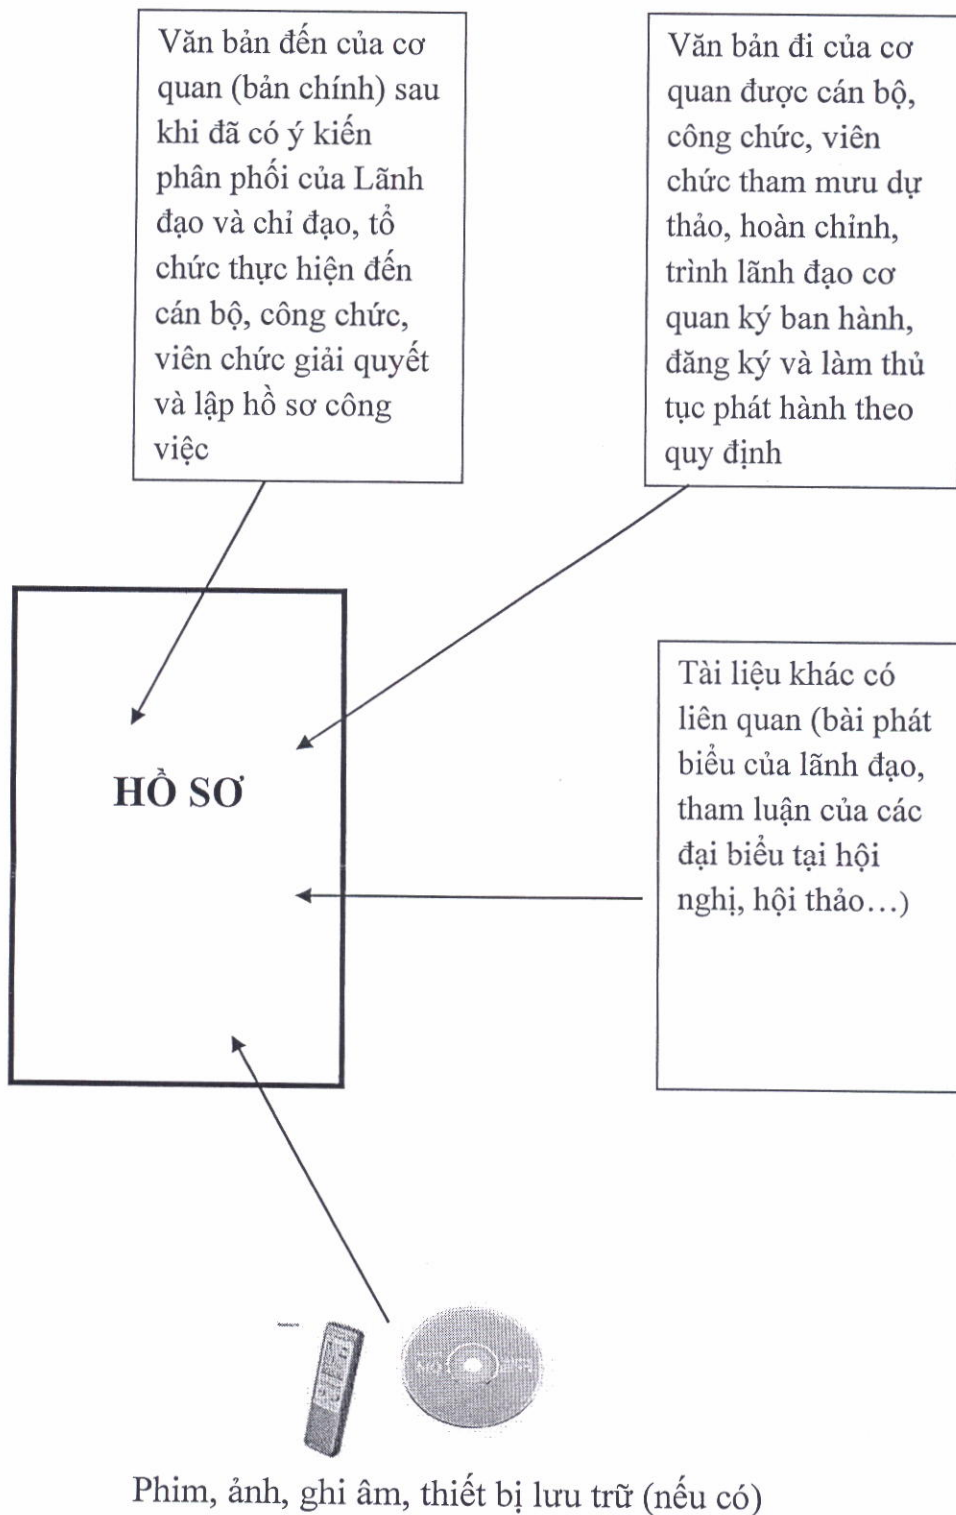 Văn bản đến của cơ
quan (bản chính) sau
khi đã có ý kiến
phân phối của Lãnh
đạo và chỉ đạo, tổ
chức thực hiện đến
cán bộ, công chức,
viên chức giải quyết
và lập hồ sơ công
việc
Văn bản đi của cơ
quan được cán bộ,
công chức, viên
chức tham mưu dự
thảo, hoàn chỉnh,
trình lãnh đạo cơ
quan ký ban hành,
đăng ký và làm thủ
tục phát hành theo
quy định
HỒ SƠ
Tài liệu khác có
liên quan (bài phát
biểu của lãnh đạo,
tham luận của các
đại biểu tại hội
nghị, hội thảo…)
Phim, ảnh, ghi âm, thiết bị lưu trữ (nếu có)